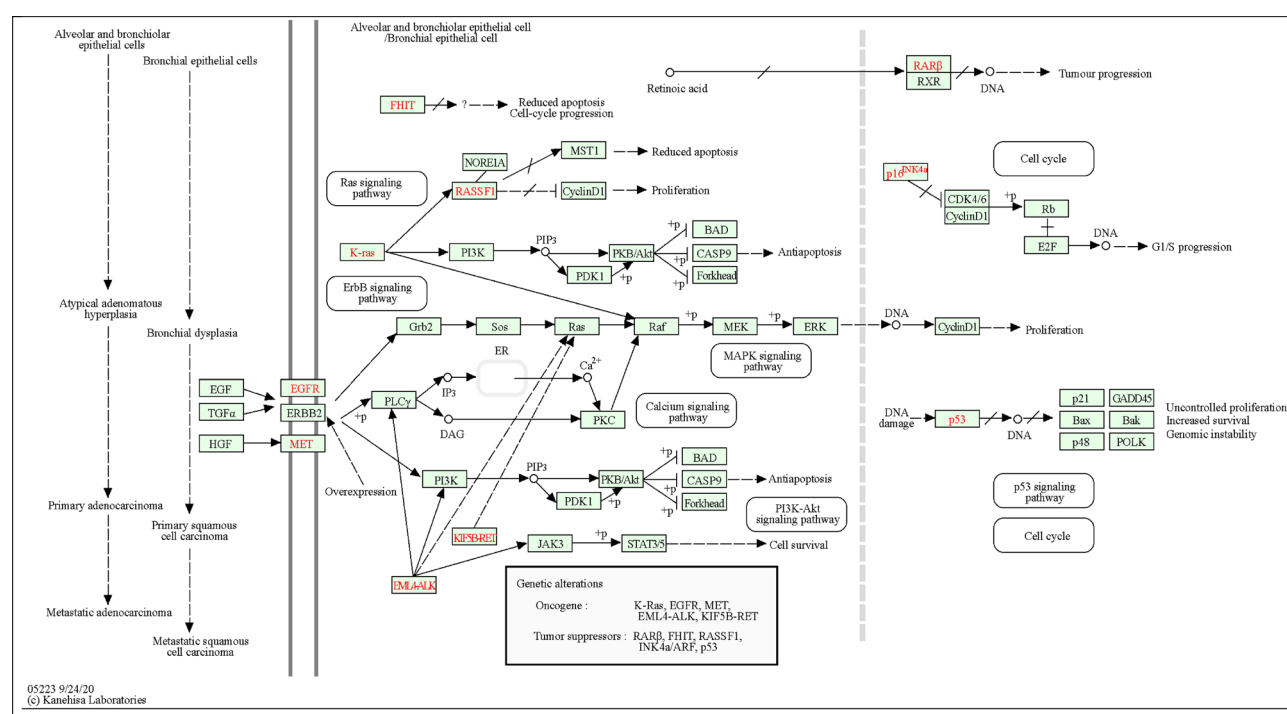 Alveolar and bronchiolar
epithelial cells
Bronchial epithelial cells
Atypical adenomatous
hyperplasia
Bronchial dysplasia
Primary adenocarcinoma
Primary squamous
cell carcinoma
Metastatic adenocarcinoma
Metastatic squamous
cell carcinoma
Alveolar and bronchiolar epithelial cell
/Bronchial epithelial cell
Retinoic acid
RARβ
RXR
DNA
Tumour progression
FHIT
?
Reduced apoptosis
Cell-cycle progression
Ras signaling
pathway
NORE1A
RASSF1
MST1
Reduced apoptosis
CyclinD1
Proliferation
p16INK4a
Cell cycle
CDK4/6
CyclinD1
+p
Rb
E2F
DNA
G1/S progression
K-ras
PI3K
PIP3
PDK1
+p
PKB/Akt
+p
+p
+p
BAD
CASP9
Forkhead
Antiapoptosis
ErbB signaling
pathway
Grb2
Sos
Ras
Raf
+p
MEK
+p
ERK
DNA
CyclinD1
Proliferation
MAPK signaling
pathway
EGF
TGFα
HGF
EGFR
ERBB2
MET
Overexpression
+p
PLCγ
IP3
DAG
ER
Ca2+
PKC
Calcium signaling
pathway
DNA
damage
p53
DNA
p21
GADD45
Bax
Bak
p48
POLK
Uncontrolled proliferation
Increased survival
Genomic instability
p53 signaling
pathway
Cell cycle
PI3K
PIP3
PDK1
+p
PKB/Akt
+p
+p
+p
BAD
CASP9
Forkhead
Antiapoptosis
PI3K-Akt
signaling pathway
KIF5B-RET
EML4-ALK
JAK3
+p
STAT3/5
Cell survival
Genetic alterations
Oncogene : K-Ras, EGFR, MET,
EML4-ALK, KIF5B-RET
Tumor suppressors : RARβ, FHIT, RASSF1,
INK4a/ARF, p53
05223 9/24/20
(c) Kanehisa Laboratories